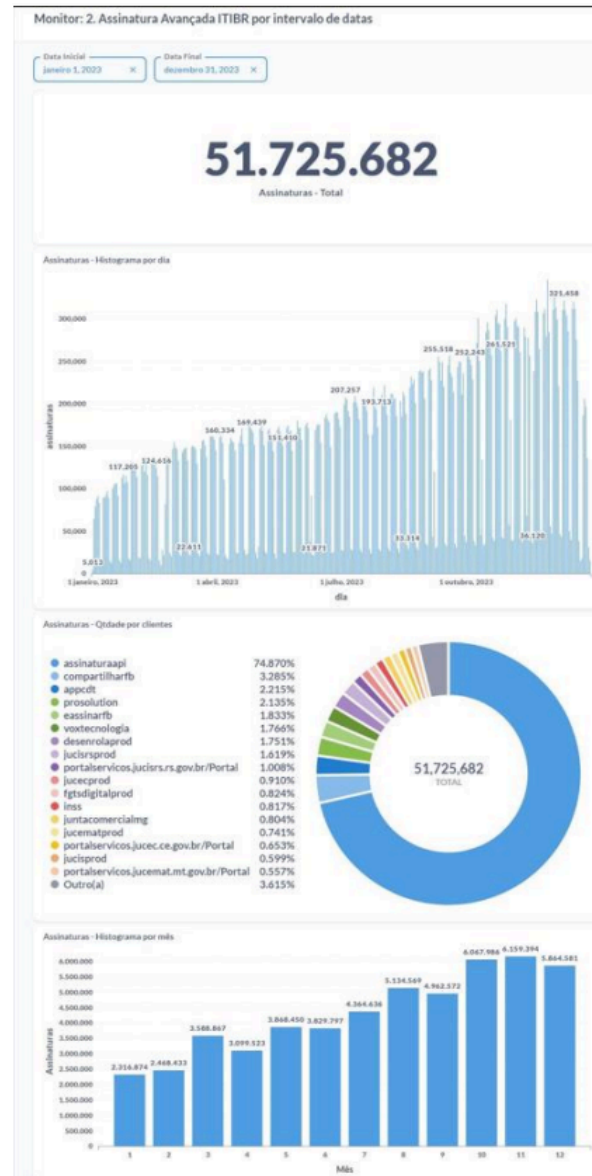 Monitor: 2. Assinatura Avançada ITIBR por intervalo de datas
Data Inicial
janeiro 1, 2023 ×
Data Final
dezembro 31, 2023 ×
51.725.682
Assinaturas - Total
Assinaturas - Histograma por dia
assinaturas
300,000
250,000
200,000
150,000
100,000
50,000
0
5,013
117,205
124,616
160,334
169,439
151,410
207,257
193,713
255,518
252,243
261,521
321,458
22,611
21,871
33,319
36,120
1 janeiro, 2023
1 abril, 2023
1 julho, 2023
1 outubro, 2023
dia
Assinaturas - Qtdade por clientes
assinaturaapi 74.870%
compartilharfb 3.285%
appcdt 2.215%
prosolution 2.135%
eassinarfb 1.833%
voxtecnologia 1.766%
desenrolaprod 1.751%
jucisrsprod 1.619%
portalservicos.jucisrs.rs.gov.br/Portal 1.008%
jucecprod 0.910%
fgtsdigitalprod 0.824%
inss 0.817%
juntacomercialmg 0.804%
jucematprod 0.741%
portalservicos.jucec.ce.gov.br/Portal 0.653%
jucisprod 0.599%
portalservicos.jucemat.mt.gov.br/Portal 0.557%
Outro(a) 3.615%
51,725,682
TOTAL
Assinaturas - Histograma por mês
Assinaturas
6.000.000
5.500.000
5.000.000
4.500.000
4.000.000
3.500.000
3.000.000
2.500.000
2.000.000
1.500.000
1.000.000
500.000
0
2.316.874
2.468.433
3.588.867
3.099.523
3.868.450
3.829.797
4.364.636
5.134.569
4.962.572
6.067.986
6.159.394
5.864.581
1 2 3 4 5 6 7 8 9 10 11 12
Mês